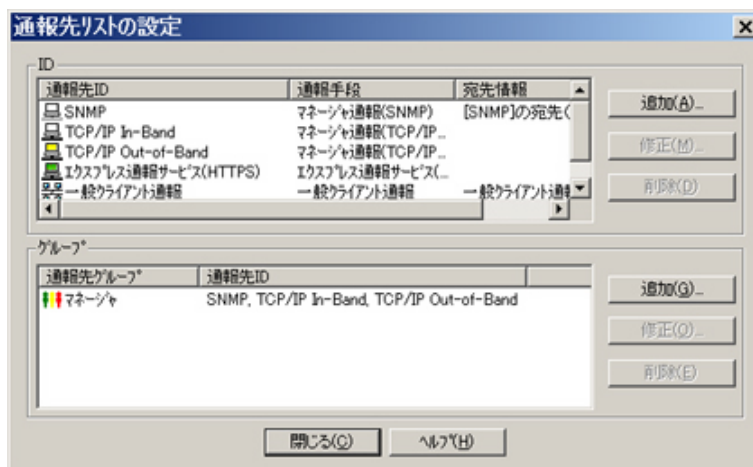 通報先リストの設定
ID
通報先ID 通報手段 宛先情報
SNMP ﾏﾈｰｼﾞｬ通報(SNMP) [SNMP]の宛先(
TCP/IP In-Band ﾏﾈｰｼﾞｬ通報(TCP/IP...
TCP/IP Out-of-Band ﾏﾈｰｼﾞｬ通報(TCP/IP...
ｴｸｽﾌﾟﾚｽ通報ｻｰﾋﾞｽ(HTTPS) ｴｸｽﾌﾟﾚｽ通報ｻｰﾋﾞｽ(...
一般ｸﾗｲｱﾝﾄ通報 一般ｸﾗｲｱﾝﾄ通報 一般ｸﾗｲｱﾝﾄ通報
追加(A)...
修正(M)...
削除(D)
ｸﾞﾙｰﾌﾟ
通報先ｸﾞﾙｰﾌﾟ 通報先ID
ﾏﾈｰｼﾞｬ SNMP, TCP/IP In-Band, TCP/IP Out-of-Band
追加(G)...
修正(O)...
削除(E)
閉じる(C) ﾍﾙﾌﾟ(H)